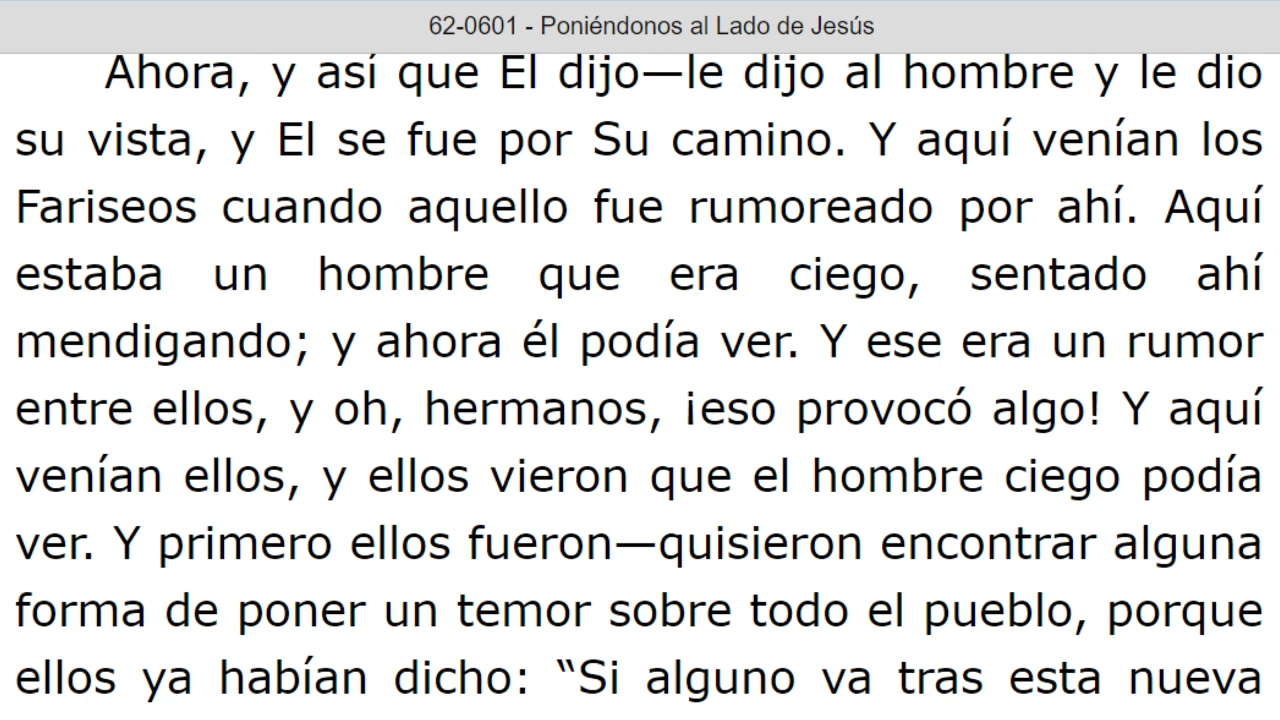 62-0601 - Poniéndonos al Lado de Jesús
Ahora, y así que El dijo—le dijo al hombre y le dio
su vista, y El se fue por Su camino. Y aquí venían los
Fariseos cuando aquello fue rumoreado por ahí. Aquí
estaba un hombre que era ciego, sentado ahí
mendigando; y ahora él podía ver. Y ese era un rumor
entre ellos, y oh, hermanos, ¡eso provocó algo! Y aquí
venían ellos, y ellos vieron que el hombre ciego podía
ver. Y primero ellos fueron—quisieron encontrar alguna
forma de poner un temor sobre todo el pueblo, porque
ellos ya habían dicho: “Si alguno va tras esta nueva